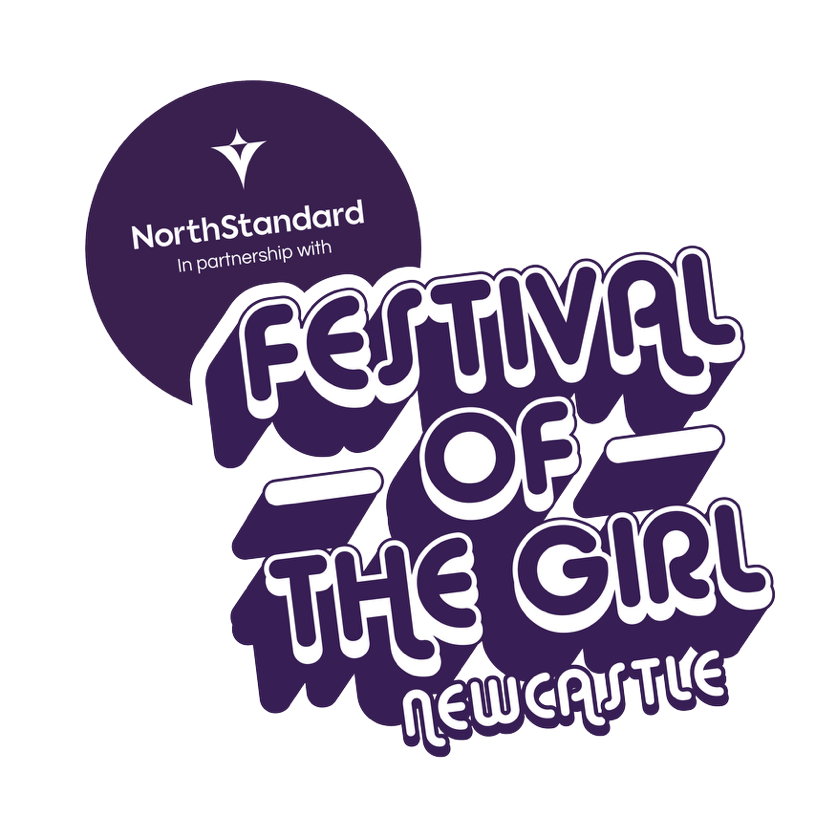 NorthStandard
In partnership with
FESTIVAL
OF
THE GIRL
NEWCASTLE